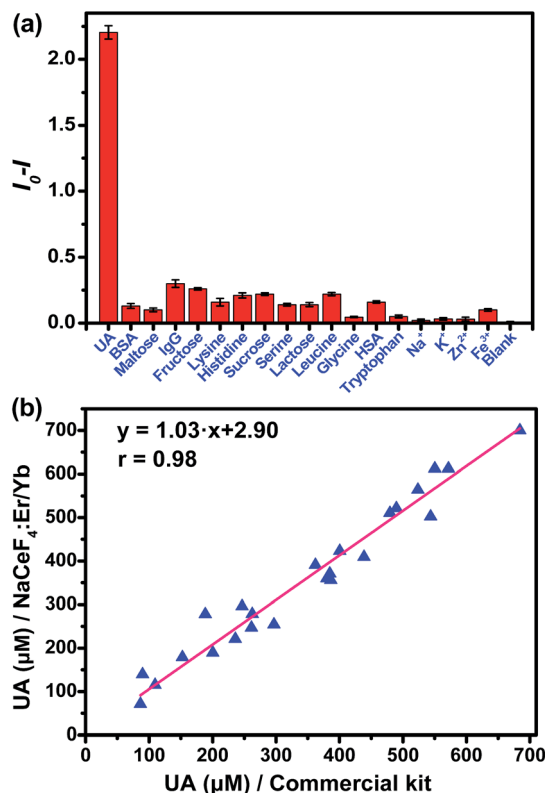 (a)
I₀-I
2.0
1.5
1.0
0.5
0.0
UA
BSA
Maltose
IgG
Fructose
Lysine
Histidine
Sucrose
Serine
Lactose
Leucine
Glycine
HSA
Tryptophan
Na⁺
K⁺
Zn²⁺
Fe³⁺
Blank
(b)
y = 1.03·x+2.90
r = 0.98
UA (μM) / NaCeF₄:Er/Yb
700
600
500
400
300
200
100
0
0 100 200 300 400 500 600 700
UA (μM) / Commercial kit